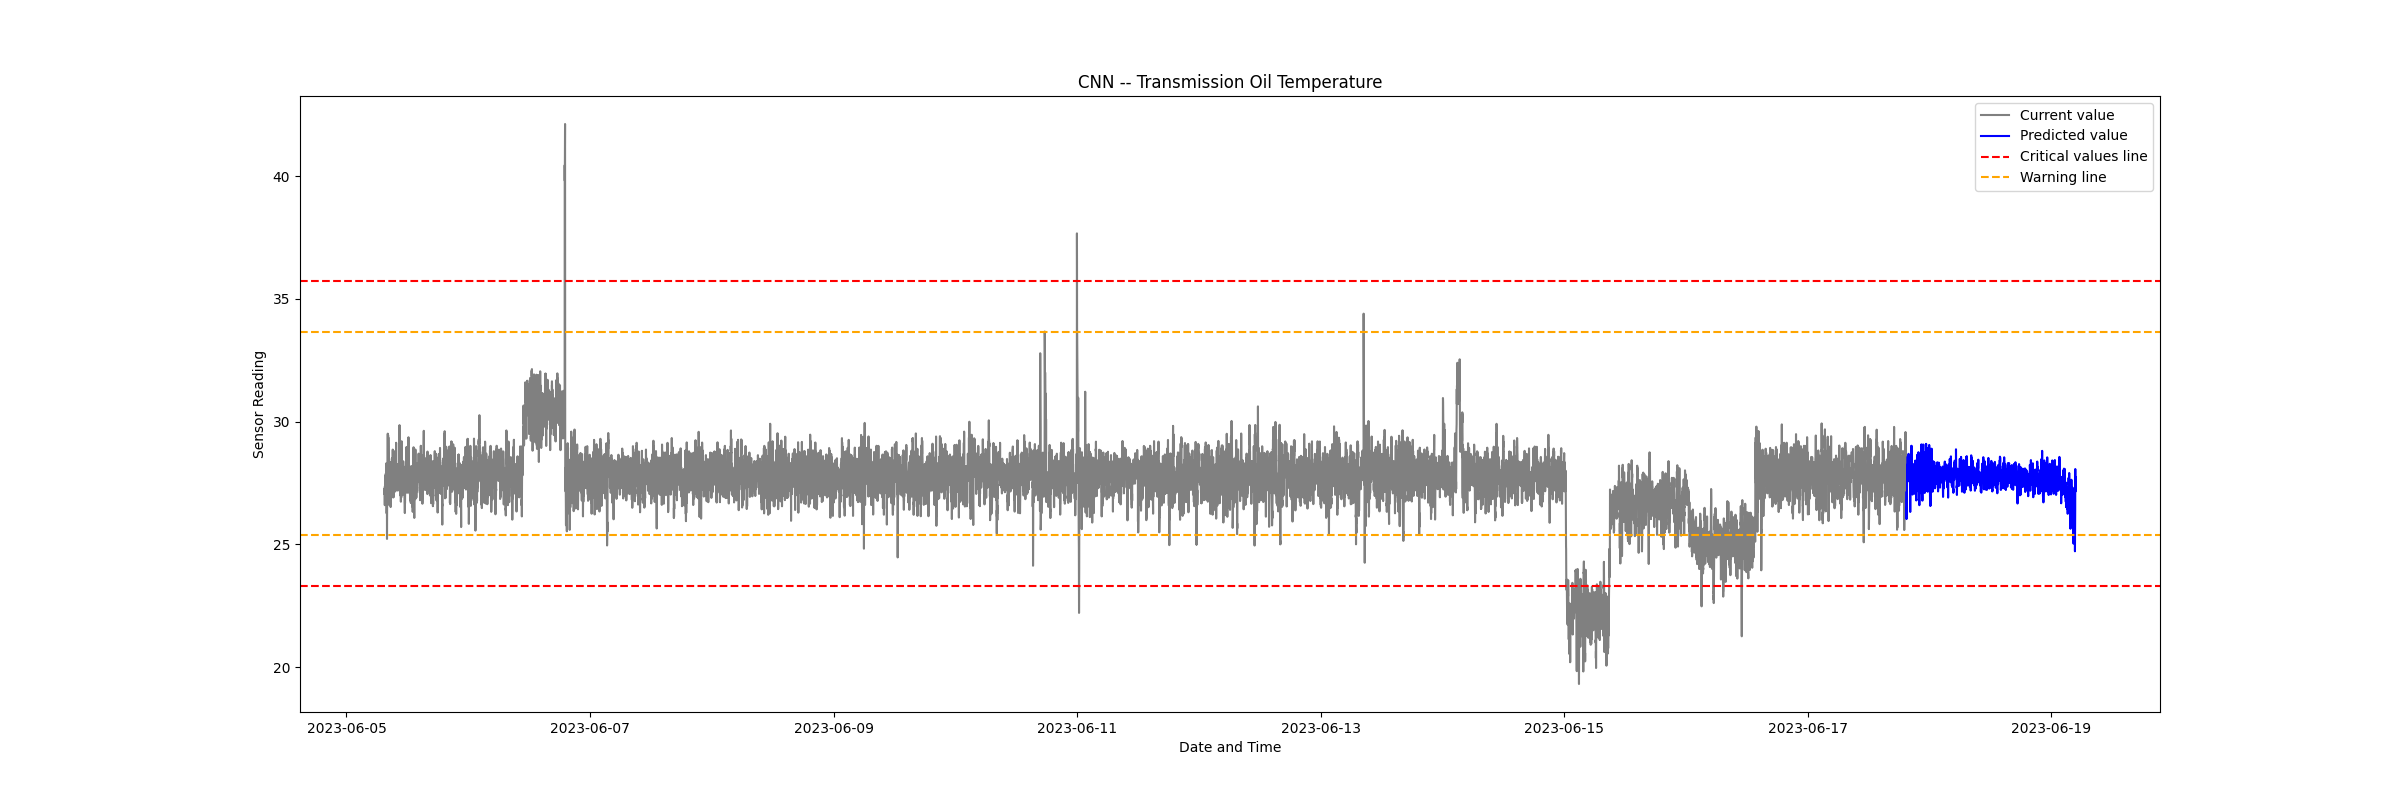 CNN -- Transmission Oil Temperature
Current value
Predicted value
Critical values line
Warning line
40
35
30
25
20
Sensor Reading
2023-06-05 2023-06-07 2023-06-09 2023-06-11 2023-06-13 2023-06-15 2023-06-17 2023-06-19
Date and Time